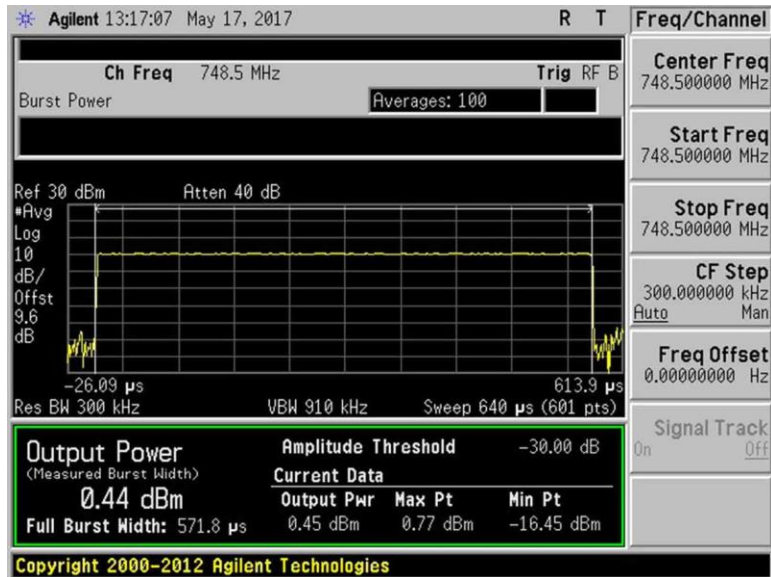 Agilent 13:17:07 May 17, 2017 R T
Freq/Channel
Ch Freq 748.5 MHz Trig RF B
Burst Power Averages: 100
Center Freq
748.500000 MHz
Start Freq
748.500000 MHz
Stop Freq
748.500000 MHz
CF Step
300.000000 kHz
Auto Man
Freq Offset
0.00000000 Hz
Signal Track
On Off
Ref 30 dBm Atten 40 dB
#Avg
Log
10
dB/
Offst
9.6
dB
-26.09 µs 613.9 µs
Res BW 300 kHz VBW 910 kHz Sweep 640 µs (601 pts)
Output Power
(Measured Burst Width)
0.44 dBm
Full Burst Width: 571.8 µs
Amplitude Threshold -30.00 dB
Current Data
Output Pwr Max Pt Min Pt
0.45 dBm 0.77 dBm -16.45 dBm
Copyright 2000-2012 Agilent Technologies